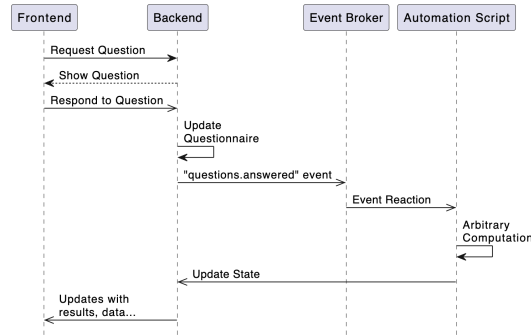 Frontend
Backend
Event Broker
Automation Script
Request Question
Show Question
Respond to Question
Update
Questionnaire
"questions.answered" event
Event Reaction
Arbitrary
Computation
Update State
Updates with
results, data...